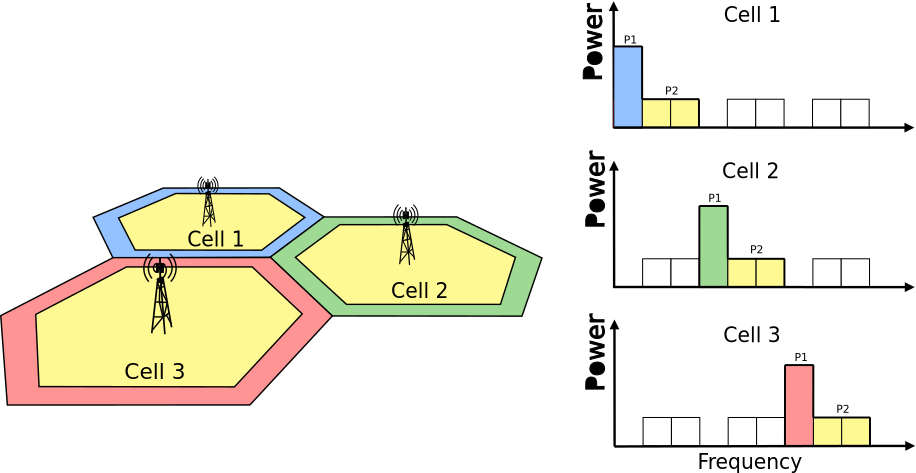 Cell 1
Cell 2
Cell 3
Cell 1
Power
P1
P2
Cell 2
Power
P1
P2
Cell 3
Power
P1
P2
Frequency